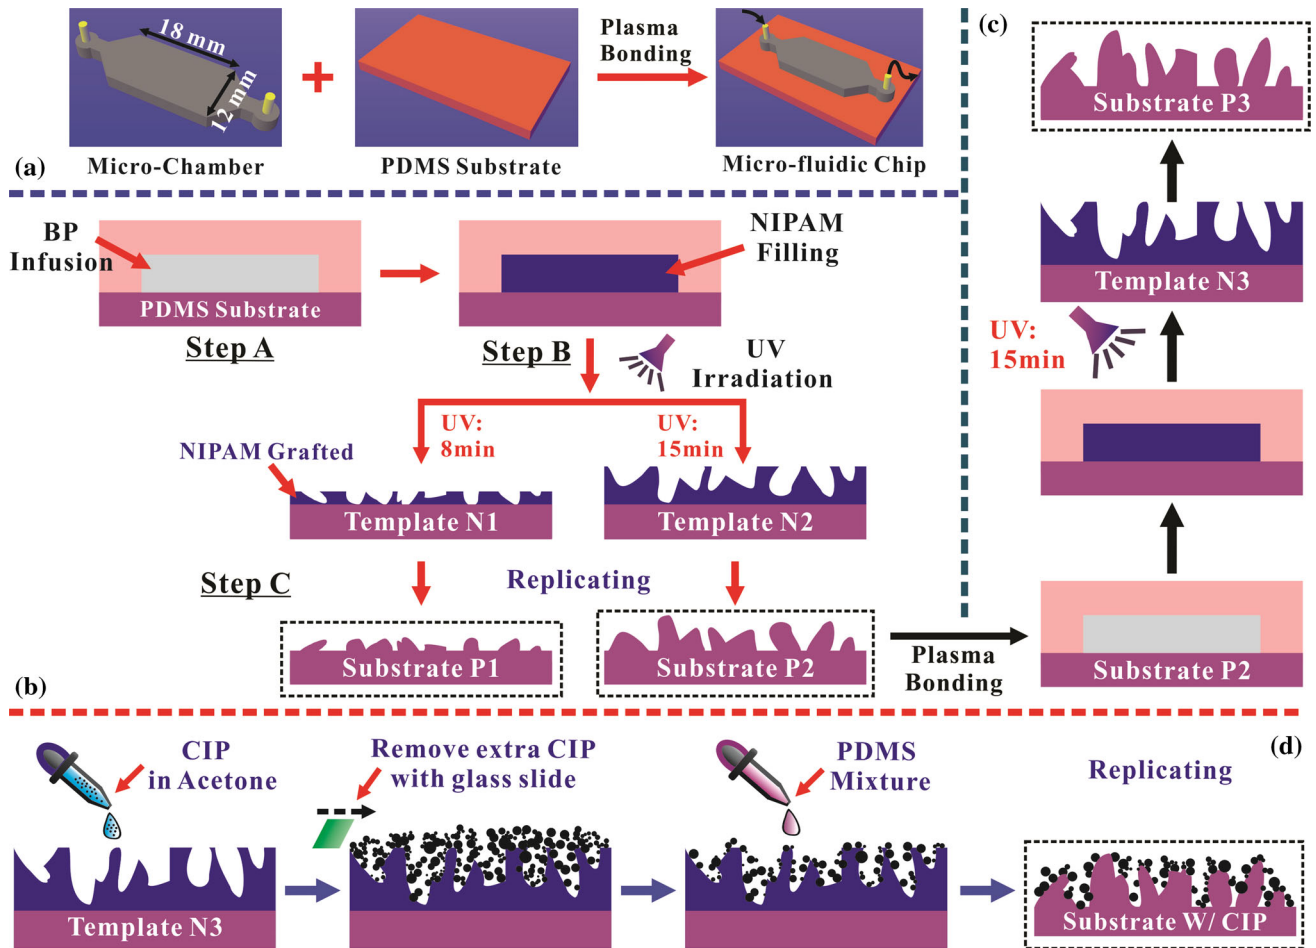 18 mm
12 mm
Plasma
Bonding
(a)
Micro-Chamber
PDMS Substrate
Micro-fluidic Chip
BP
Infusion
PDMS Substrate
Step A
NIPAM
Filling
Step B
UV
Irradiation
UV:
8min
UV:
15min
NIPAM Grafted
Template N1
Template N2
Step C
Replicating
Substrate P1
Substrate P2
(b)
Plasma
Bonding
(c)
Substrate P3
Template N3
UV:
15min
Substrate P2
(d)
CIP
in Acetone
Remove extra CIP
with glass slide
PDMS
Mixture
Replicating
Template N3
Substrate W/ CIP